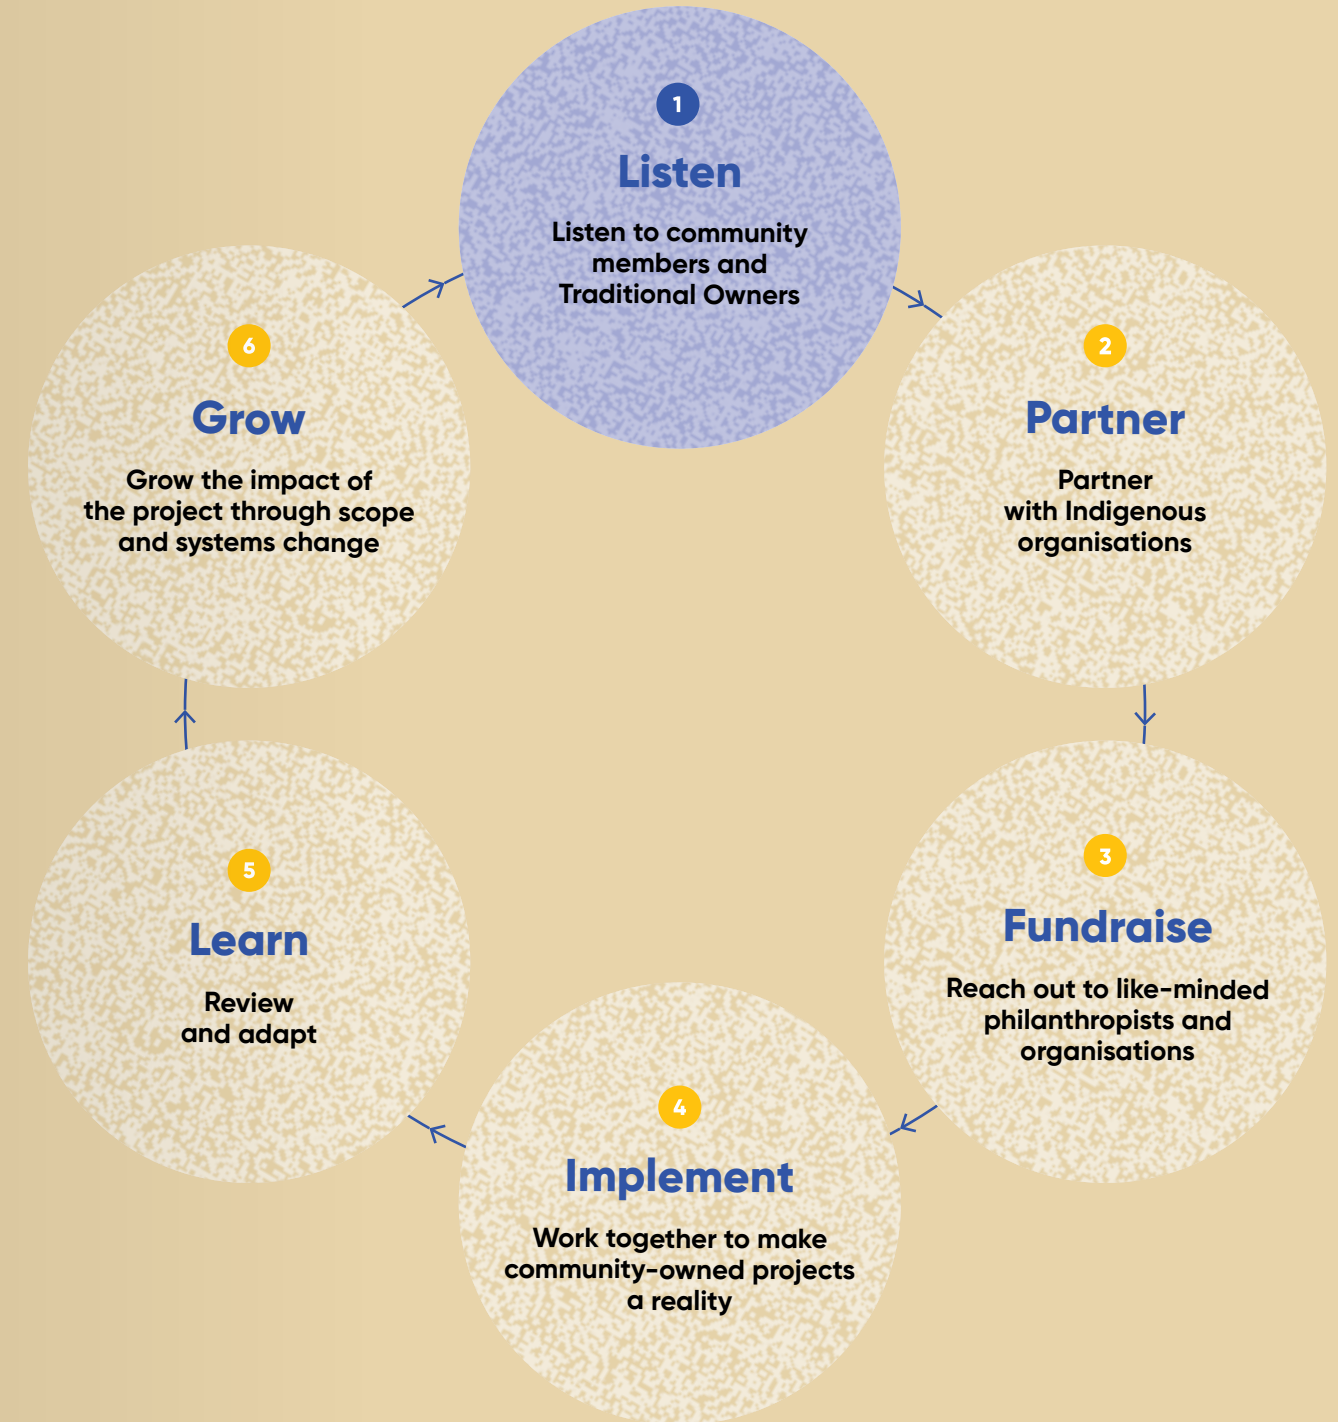 1
Listen
Listen to community
members and
Traditional Owners
2
Partner
Partner
with Indigenous
organisations
3
Fundraise
Reach out to like-minded
philanthropists and
organisations
4
Implement
Work together to make
community-owned projects
a reality
5
Learn
Review
and adapt
6
Grow
Grow the impact of
the project through scope
and systems change